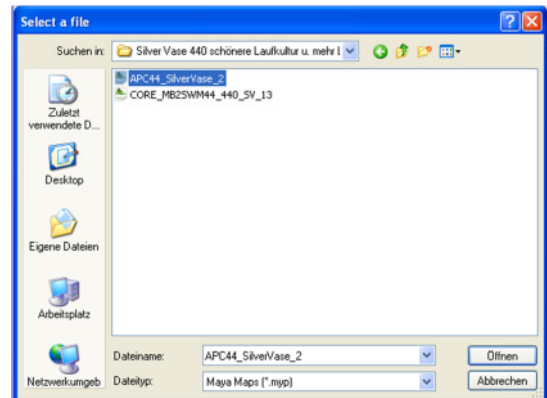 Select a file
Suchen in:
Silver Vase 440 schönere Laufkultur u. mehr l
APC44_SilverVase_2
CORE_MB2SWM44_440_SV_13
Zuletzt
verwendete D...
Desktop
Eigene Dateien
Arbeitsplatz
Netzwerkumgeb
Dateiname:
APC44_SilverVase_2
Öffnen
Dateityp:
Maya Maps (*.myp)
Abbrechen